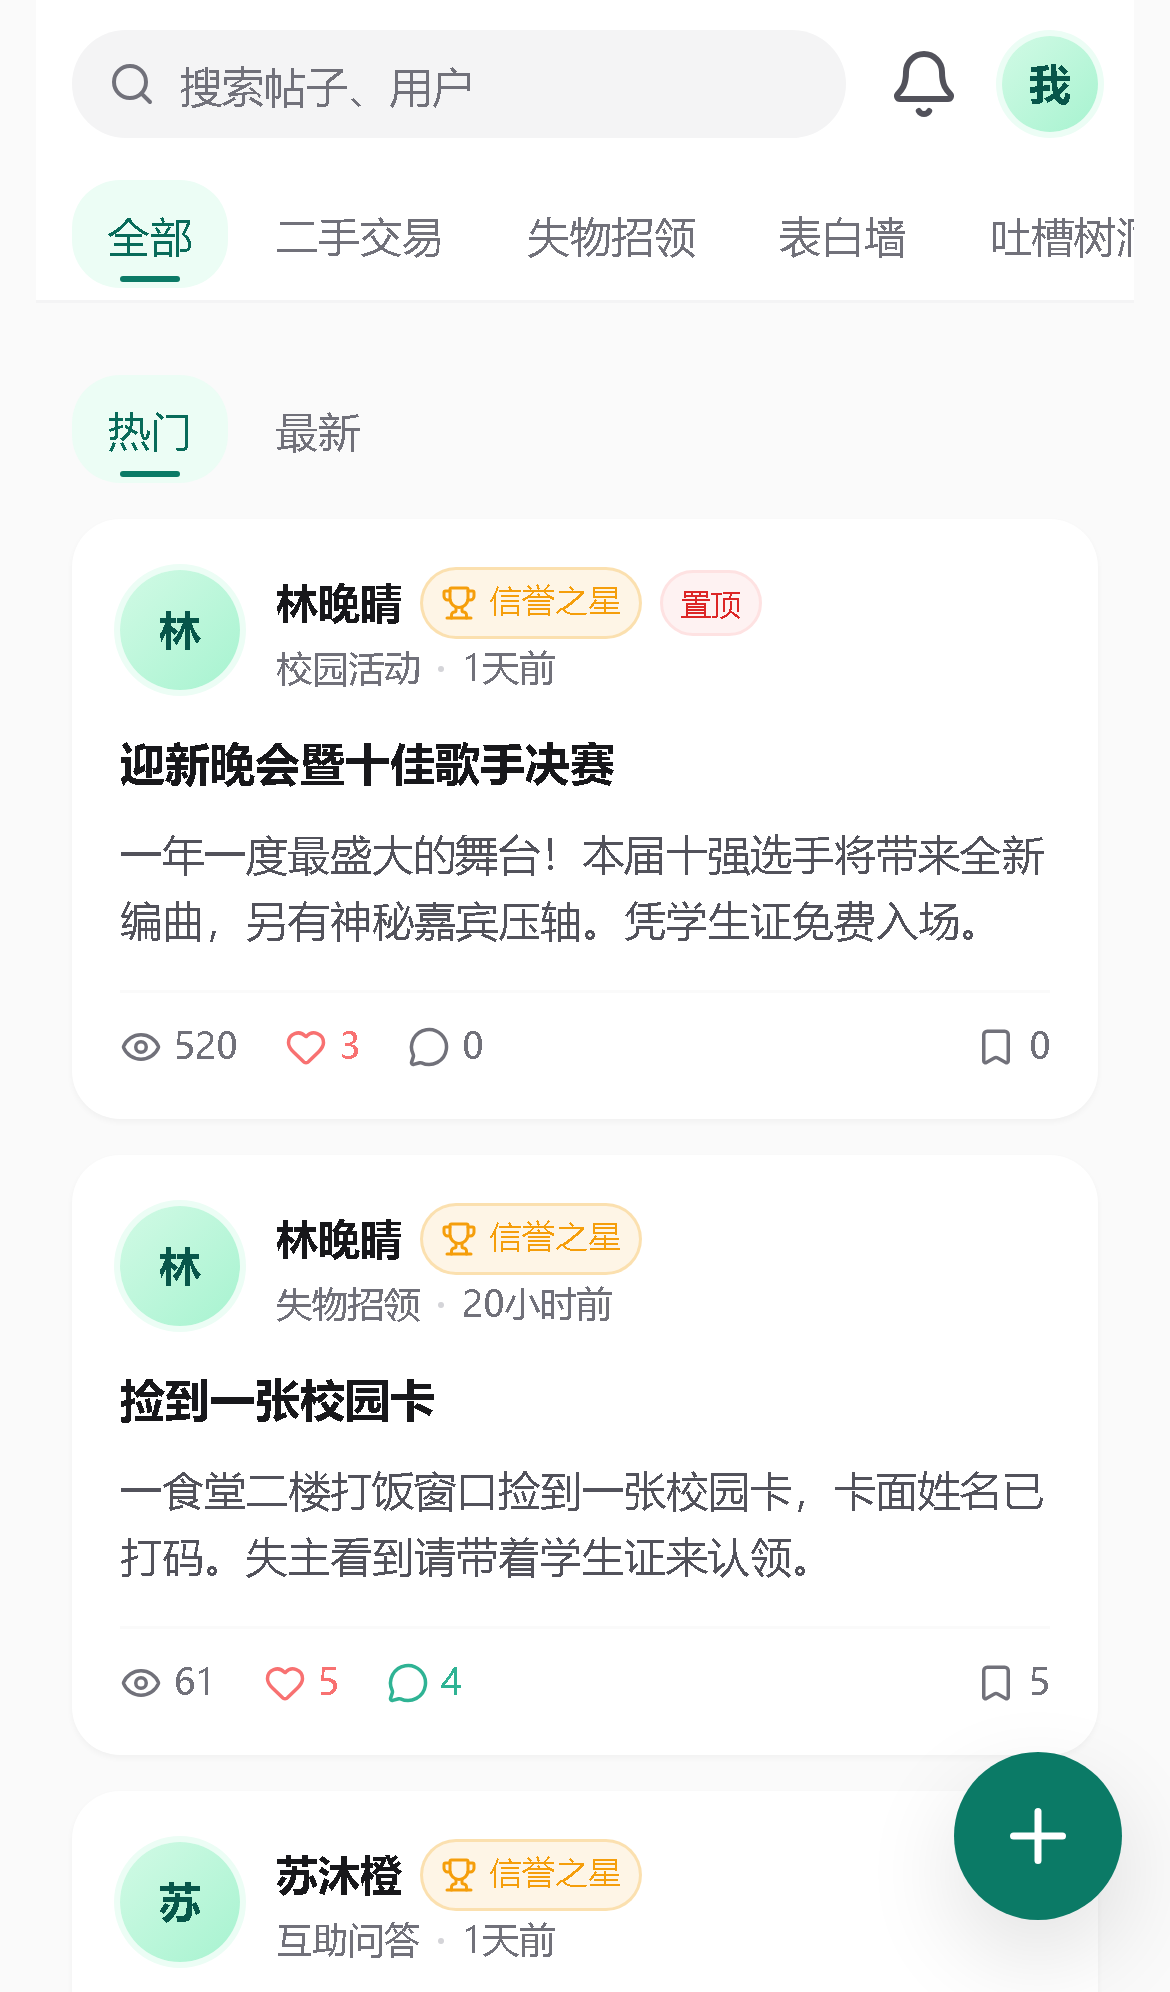 搜索帖子、用户
我
全部 二手交易 失物招领 表白墙 吐槽树
热门 最新
林 林晚晴 信誉之星 置顶
校园活动 · 1天前
迎新晚会暨十佳歌手决赛
一年一度最盛大的舞台！本届十强选手将带来全新
编曲，另有神秘嘉宾压轴。凭学生证免费入场。
520 3 0 0
林 林晚晴 信誉之星
失物招领 · 20小时前
捡到一张校园卡
一食堂二楼打饭窗口捡到一张校园卡，卡面姓名已
打码。失主看到请带着学生证来认领。
61 5 4 5
苏 苏沐橙 信誉之星
互助问答 · 1天前